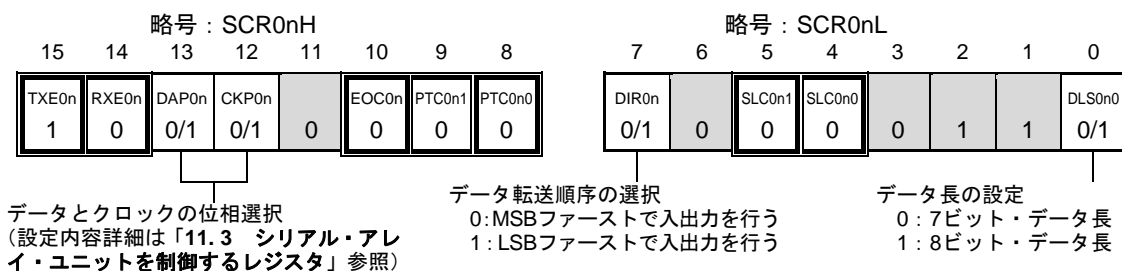 略号：SCR0nH 略号：SCR0nL
15 14 13 12 11 10 9 8 7 6 5 4 3 2 1 0
TXE0n RXE0n DAP0n CKP0n EOC0n PTC0n1 PTC0n0 DIR0n SLC0n1 SLC0n0 DLS0n0
1 0 0/1 0/1 0 0 0 0 0/1 0 0 0 0 1 1 0/1
データとクロックの位相選択
（設定内容詳細は「11. 3 シリアル・アレ
イ・ユニットを制御するレジスタ」参照）
データ転送順序の選択
0：MSBファーストで入出力を行う
1：LSBファーストで入出力を行う
データ長の設定
0：7ビット・データ長
1：8ビット・データ長